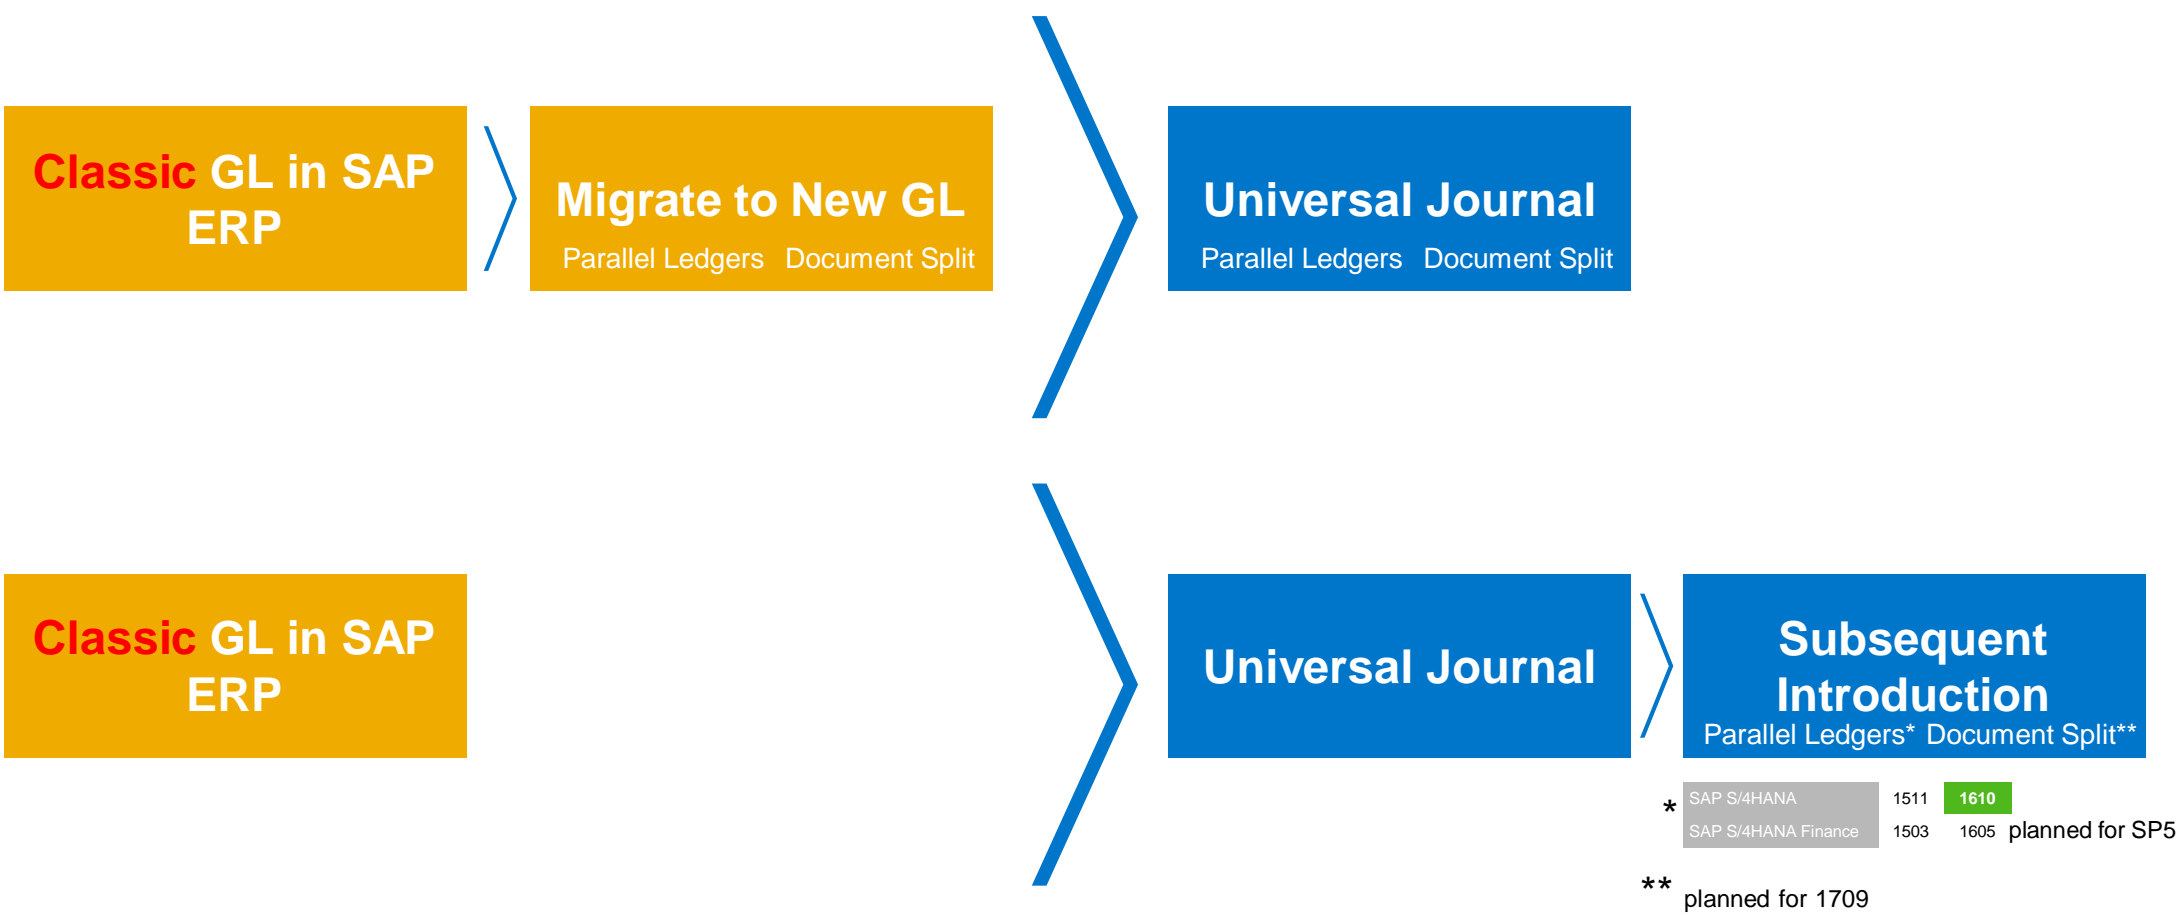 Classic GL in SAP
ERP
Migrate to New GL
Parallel Ledgers Document Split
Universal Journal
Parallel Ledgers Document Split
Classic GL in SAP
ERP
Universal Journal
Subsequent
Introduction
Parallel Ledgers* Document Split**
* SAP S/4HANA 1511 1610
SAP S/4HANA Finance 1503 1605 planned for SP5
** planned for 1709